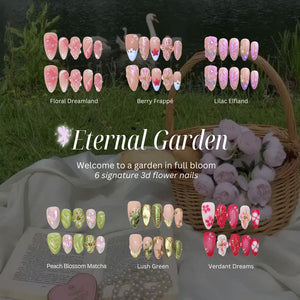 Floral Dreamland
Berry Frappé
Lilac Elfland
Eternal Garden
Welcome to a garden in full bloom
6 signature 3d flower nails
Peach Blossom Matcha
Lush Green
Verdant Dreams